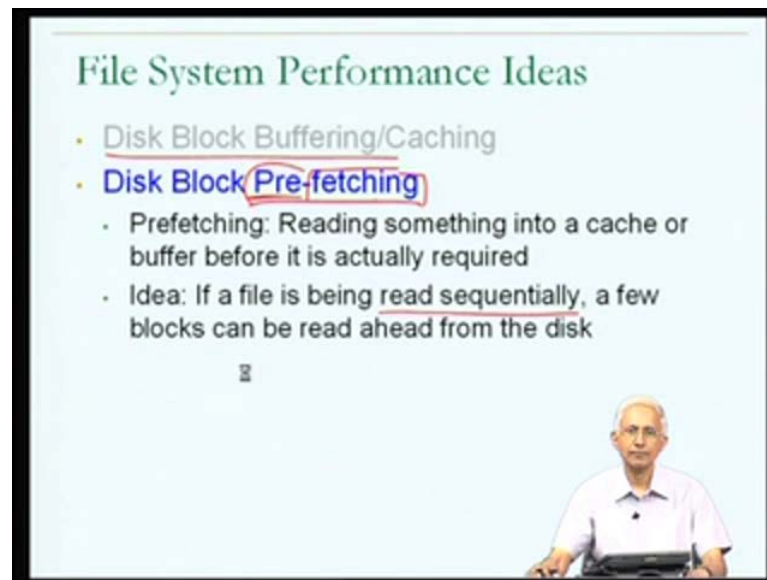 File System Performance Ideas
• Disk Block Buffering/Caching
• Disk Block Pre-fetching
• Prefetching: Reading something into a cache or
buffer before it is actually required
• Idea: If a file is being read sequentially, a few
blocks can be read ahead from the disk